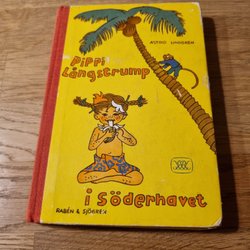 ASTRID LINDGREN
Pippi
Långstrump
i Söderhavet
RABÉN & SJÖGREN